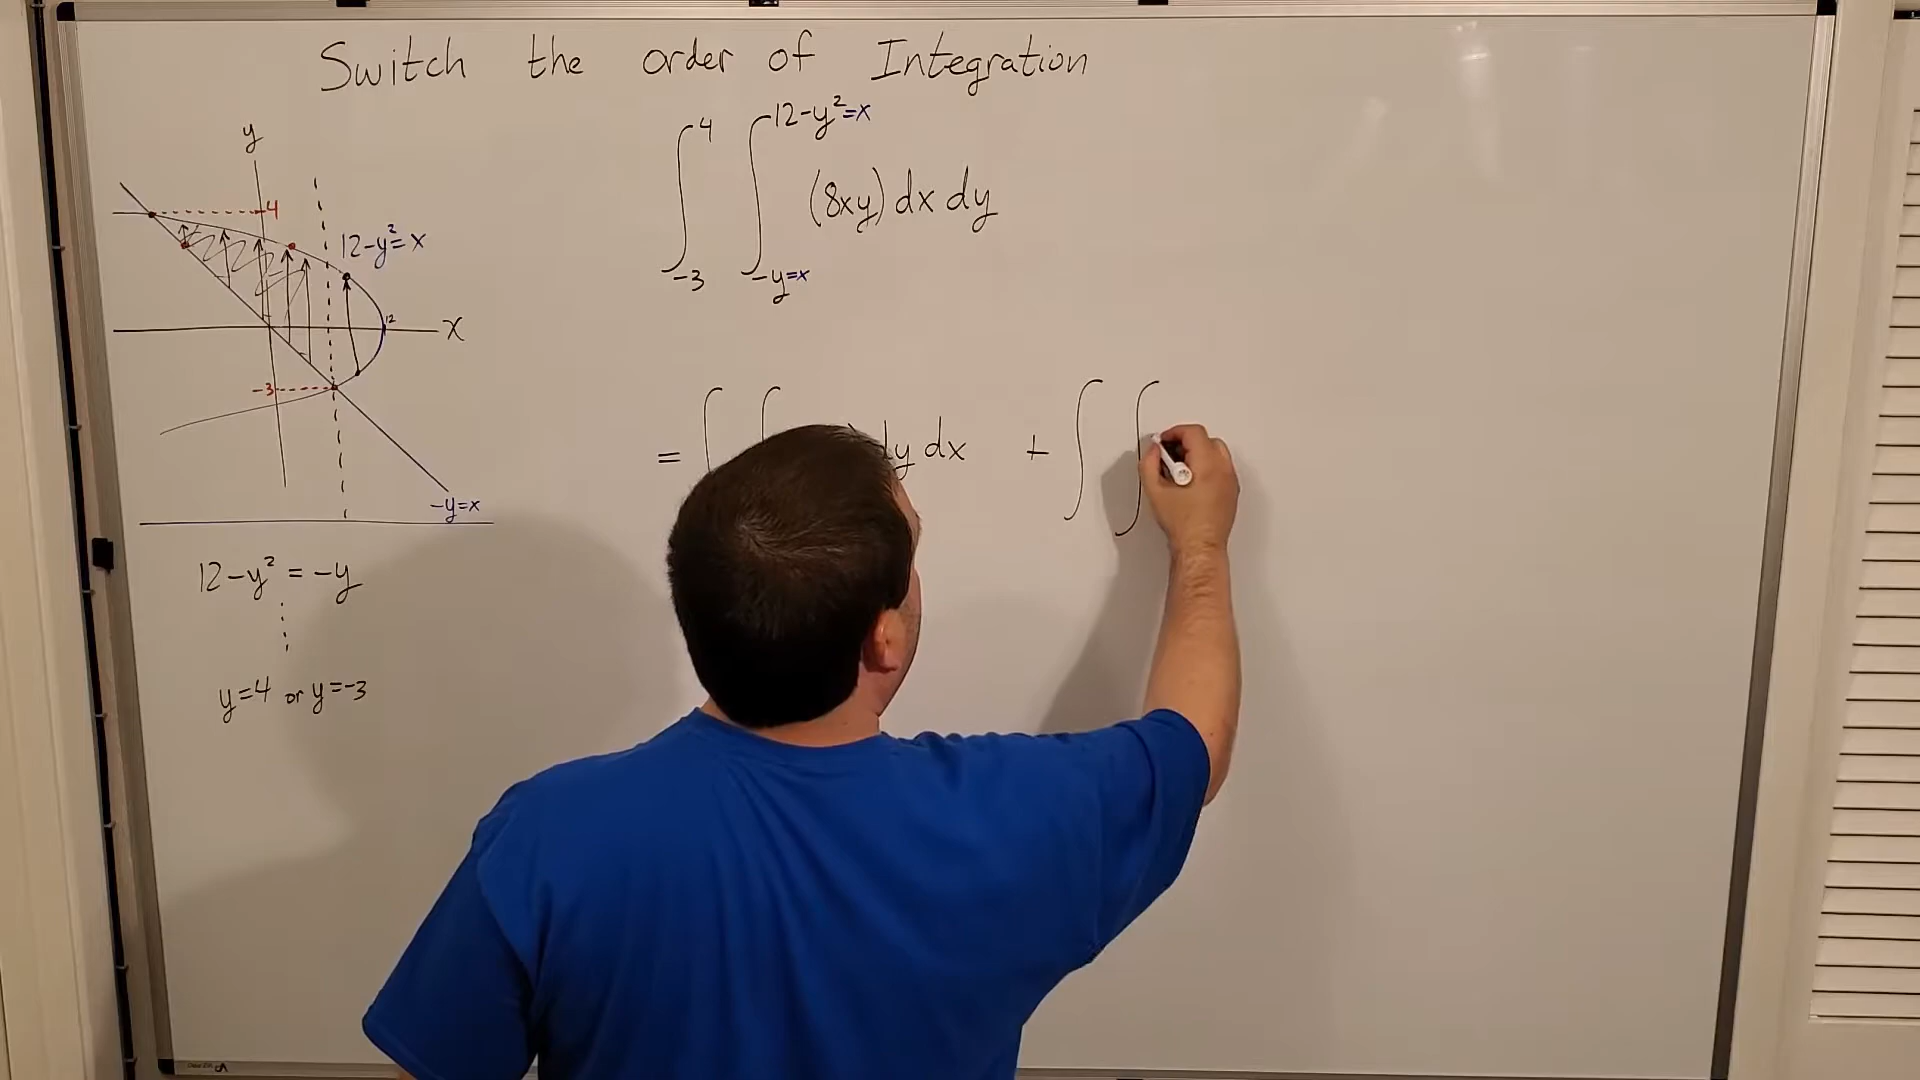 Switch the order of Integration
y
4
12-y²=x
12
x
-3
-y=x
12-y² = -y
y=4 or y=-3
∫_{-3}^{4} ∫_{-y=x}^{12-y²=x} (8xy) dx dy
= ∫ ∫ ) dy dx + ∫ ∫